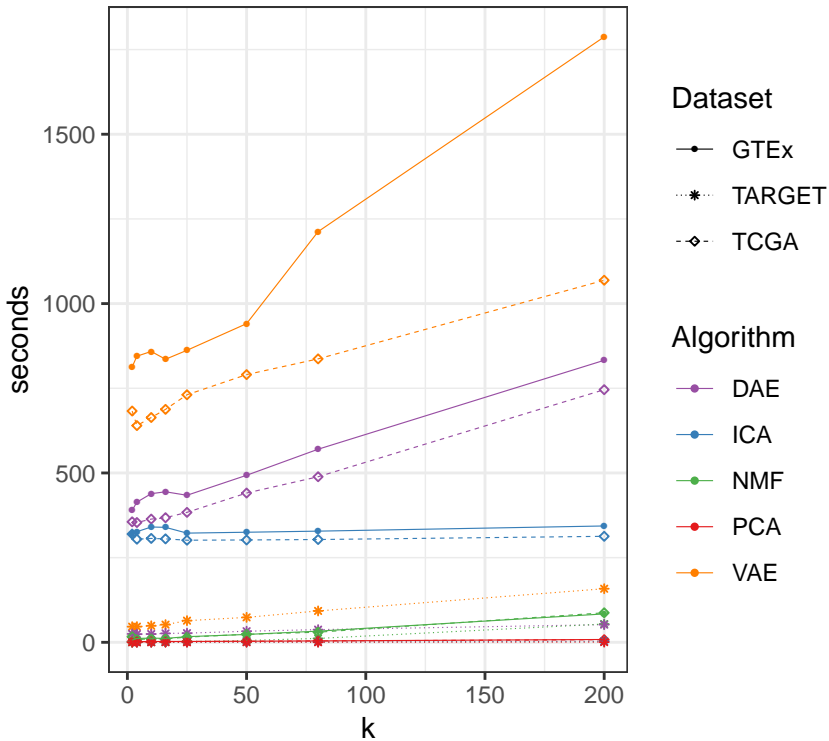 1500
1000
500
0
seconds
0
50
100
150
200
k
Dataset
GTEx
TARGET
TCGA
Algorithm
DAE
ICA
NMF
PCA
VAE